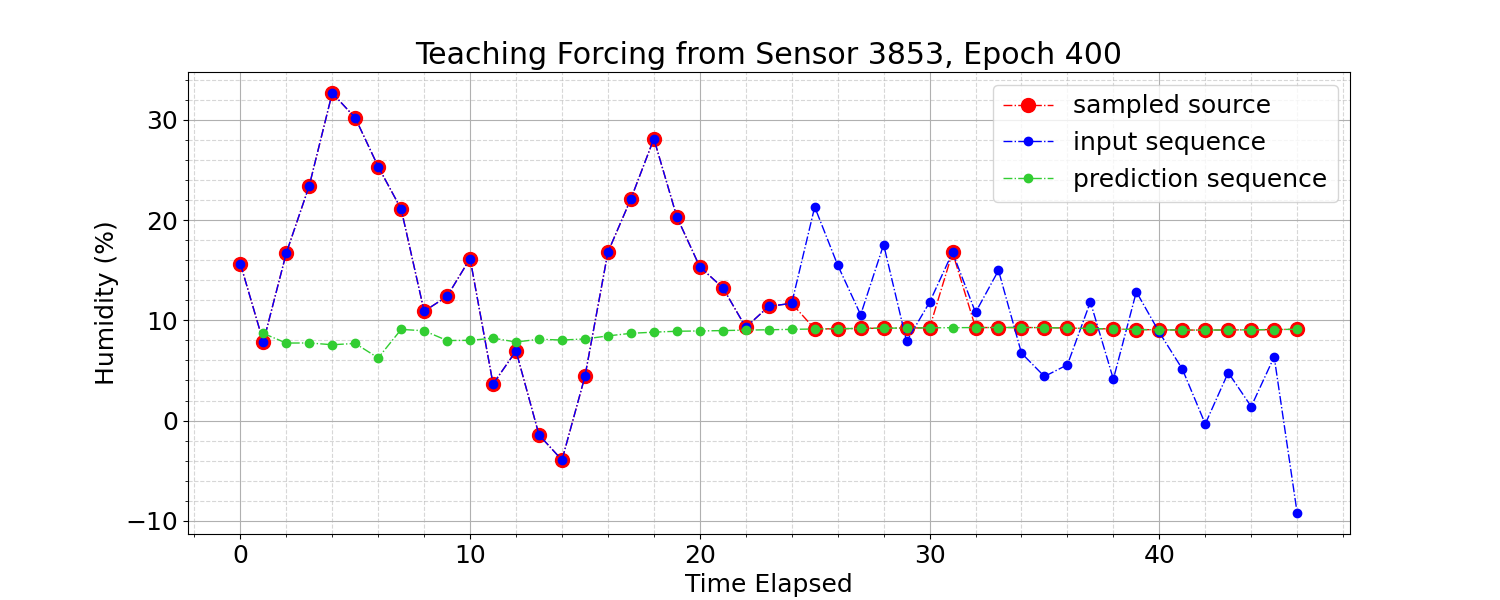 Teaching Forcing from Sensor 3853, Epoch 400
sampled source
input sequence
prediction sequence
Humidity (%)
30
20
10
0
−10
0 10 20 30 40
Time Elapsed